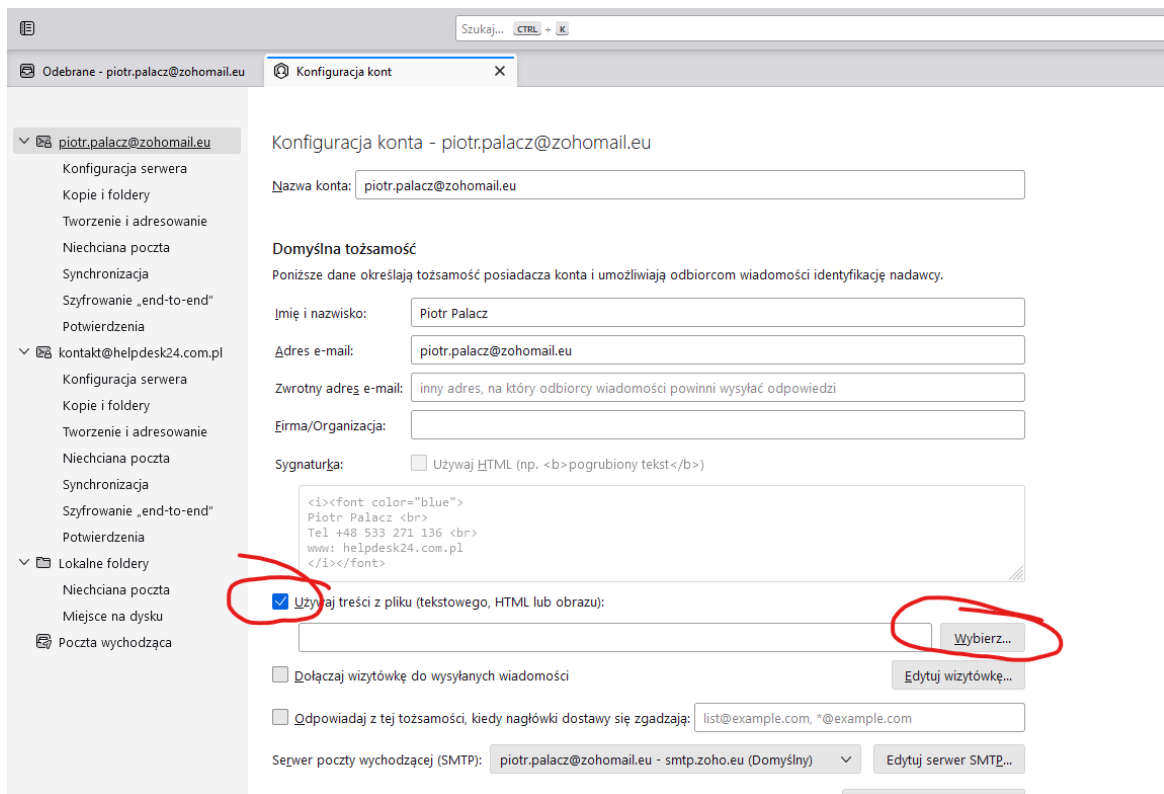 Szukaj... CTRL + K
Odebrane - piotr.palacz@zohomail.eu
Konfiguracja kont
piotr.palacz@zohomail.eu
Konfiguracja serwera
Kopie i foldery
Tworzenie i adresowanie
Niechciana poczta
Synchronizacja
Szyfrowanie „end-to-end”
Potwierdzenia
kontakt@helpdesk24.com.pl
Konfiguracja serwera
Kopie i foldery
Tworzenie i adresowanie
Niechciana poczta
Synchronizacja
Szyfrowanie „end-to-end”
Potwierdzenia
Lokalne foldery
Niechciana poczta
Miejsce na dysku
Poczta wychodząca
Konfiguracja konta - piotr.palacz@zohomail.eu
Nazwa konta: piotr.palacz@zohomail.eu
Domyślna tożsamość
Poniższe dane określają tożsamość posiadacza konta i umożliwiają odbiorcom wiadomości identyfikację nadawcy.
Imię i nazwisko: Piotr Palacz
Adres e-mail: piotr.palacz@zohomail.eu
Zwrotny adres e-mail: inny adres, na który odbiorcy wiadomości powinni wysyłać odpowiedzi
Firma/Organizacja:
Sygnaturka: Używaj HTML (np. <b>pogrubiony tekst</b>)
<i><font color="blue">
Piotr Palacz <br>
Tel +48 533 271 136 <br>
www: helpdesk24.com.pl
</i></font>
Używaj treści z pliku (tekstowego, HTML lub obrazu):
Wybierz...
Dołączaj wizytówkę do wysyłanych wiadomości Edytuj wizytówkę...
Odpowiadaj z tej tożsamości, kiedy nagłówki dostawy się zgadzają: list@example.com, *@example.com
Serwer poczty wychodzącej (SMTP): piotr.palacz@zohomail.eu - smtp.zoho.eu (Domyślny) Edytuj serwer SMTP...